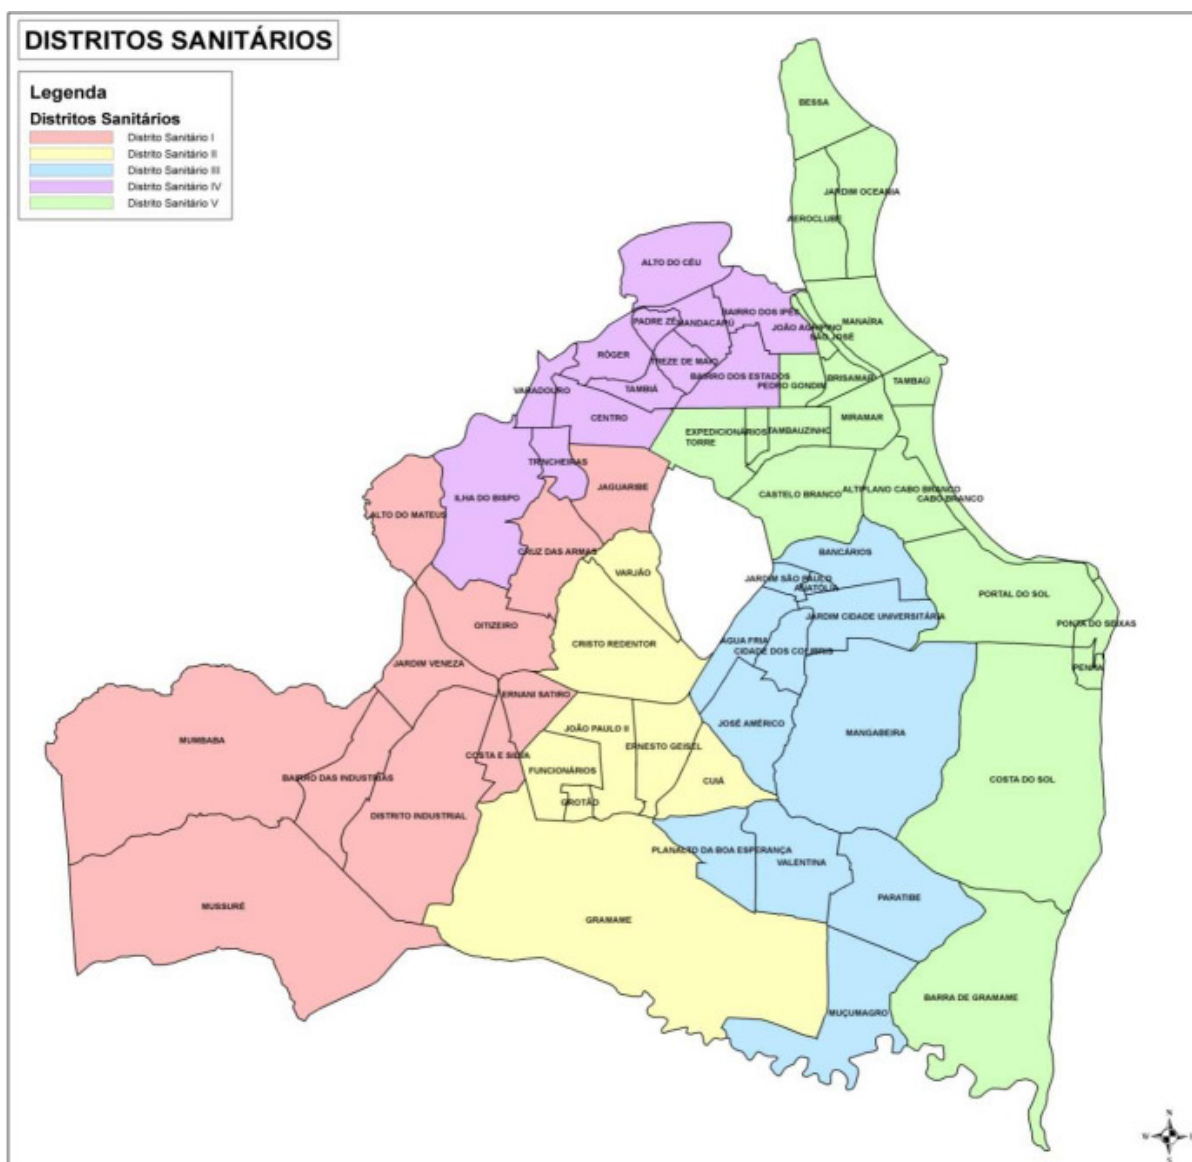 DISTRITOS SANITÁRIOS
Legenda
Distritos Sanitários
Distrito Sanitário I
Distrito Sanitário II
Distrito Sanitário III
Distrito Sanitário IV
Distrito Sanitário V
BESSA
JARDIM OCEANIA
AEROCLUBE
ALTO DO CÉU
BAIRRO DOS IPÊS
PADRE ZÉ
MANDACARÚ
JOÃO AGRIPINO
SÃO JOSÉ
MANAÍRA
RÓGER
TREZE DE MAIO
BAIRRO DOS ESTADOS
PEDRO GONDIM
BRISAMAR
TAMBAÚ
VARADOURO
TAMBIÁ
CENTRO
MIRAMAR
EXPEDICIONÁRIOS
TAMBAUZINHO
TORRE
TRINCHEIRAS
ILHA DO BISPO
JAGUARIBE
CASTELO BRANCO
ALTIPLANO CABO BRANCO
CABO BRANCO
ALTO DO MATEUS
CRUZ DAS ARMAS
BANCÁRIOS
VARJÃO
JARDIM SÃO PAULO
ANATÓLIA
PORTAL DO SOL
JARDIM CIDADE UNIVERSITÁRIA
OITIZEIRO
PONTA DO SEIXAS
CRISTO REDENTOR
ÁGUA FRIA
CIDADE DOS COLIBRIS
JARDIM VENEZA
PENHA
ERNANI SATIRO
JOSÉ AMÉRICO
JOÃO PAULO II
MANGABEIRA
MUMBABA
ERNESTO GEISEL
COSTA E SILVA
FUNCIONÁRIOS
BAIRRO DAS INDUSTRIAS
CUIÁ
COSTA DO SOL
GROTÃO
DISTRITO INDUSTRIAL
PLANALTO DA BOA ESPERANÇA
VALENTINA
PARATIBE
MUSSURÉ
GRAMAME
BARRA DE GRAMAME
MUÇUMAGRO
N
W
E
S